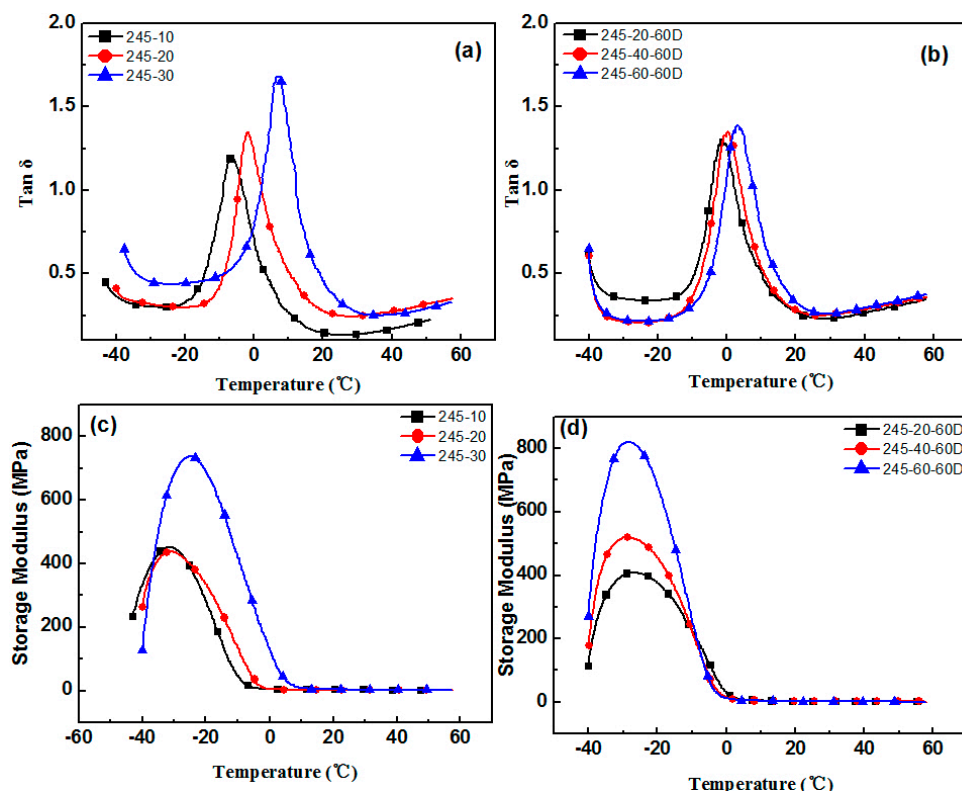 2.0
(a)
245-10
245-20
245-30
1.5
1.0
0.5
Tan δ
-40 -20 0 20 40 60
Temperature (℃)
2.0
(b)
245-20-60D
245-40-60D
245-60-60D
1.5
1.0
0.5
Tan δ
-40 -20 0 20 40 60
Temperature (℃)
(c)
245-10
245-20
245-30
800
600
400
200
0
Storage Modulus (MPa)
-60 -40 -20 0 20 40 60
Temperature (℃)
(d)
245-20-60D
245-40-60D
245-60-60D
800
600
400
200
0
Storage Modulus (MPa)
-40 -20 0 20 40 60
Temperature (℃)